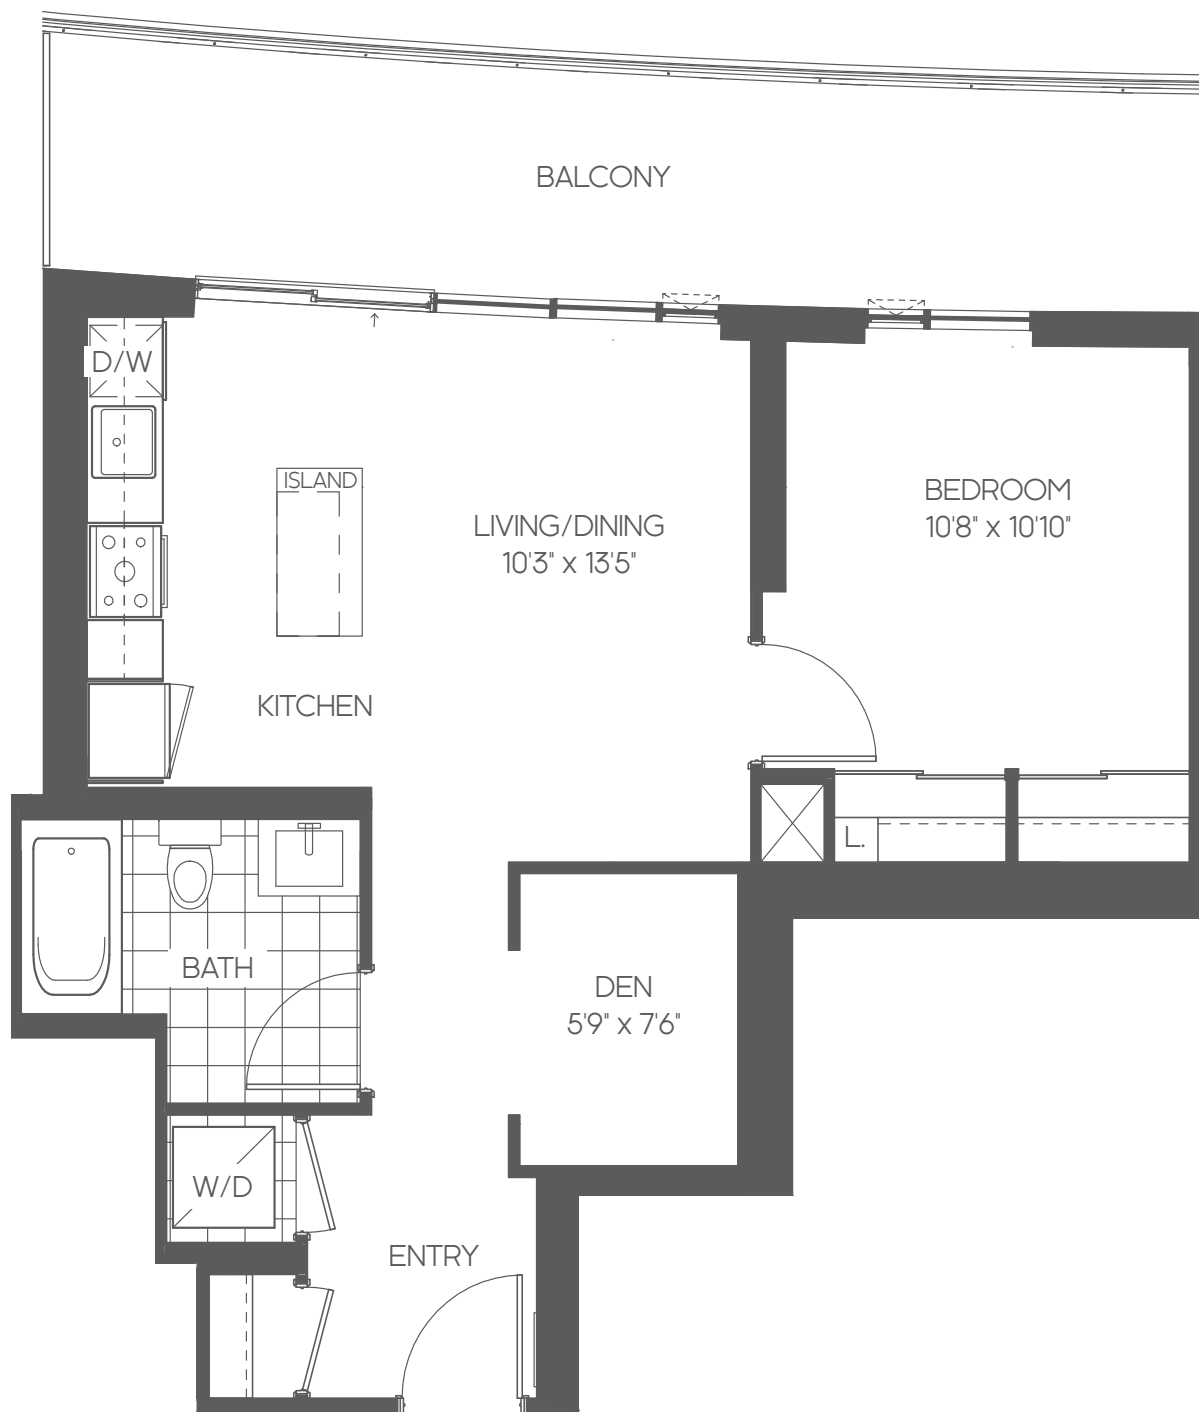 BALCONY
D/W
ISLAND
LIVING/DINING
10'3" x 13'5"
BEDROOM
10'8" x 10'10"
KITCHEN
L.
BATH
DEN
5'9" x 7'6"
W/D
ENTRY